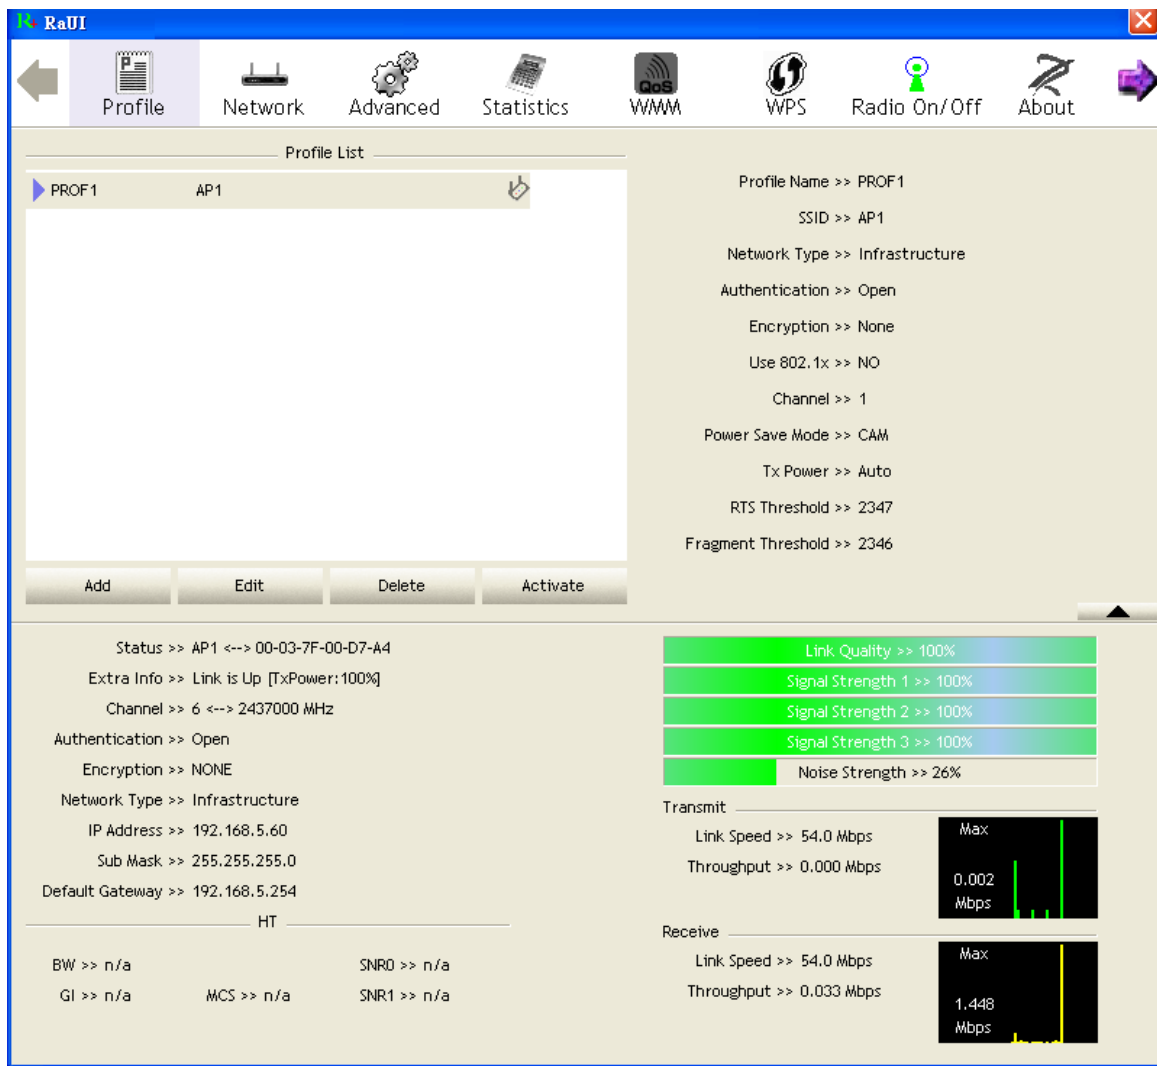 RaUI
Profile
Network
Advanced
Statistics
QoS
WMM
WPS
Radio On/Off
About
Profile List
PROF1 AP1
Profile Name >> PROF1
SSID >> AP1
Network Type >> Infrastructure
Authentication >> Open
Encryption >> None
Use 802.1x >> NO
Channel >> 1
Power Save Mode >> CAM
Tx Power >> Auto
RTS Threshold >> 2347
Fragment Threshold >> 2346
Add
Edit
Delete
Activate
Status >> AP1 <--> 00-03-7F-00-D7-A4
Extra Info >> Link is Up [TxPower:100%]
Channel >> 6 <--> 2437000 MHz
Authentication >> Open
Encryption >> NONE
Network Type >> Infrastructure
IP Address >> 192.168.5.60
Sub Mask >> 255.255.255.0
Default Gateway >> 192.168.5.254
HT
BW >> n/a SNR0 >> n/a
GI >> n/a MCS >> n/a SNR1 >> n/a
Link Quality >> 100%
Signal Strength 1 >> 100%
Signal Strength 2 >> 100%
Signal Strength 3 >> 100%
Noise Strength >> 26%
Transmit
Link Speed >> 54.0 Mbps
Throughput >> 0.000 Mbps
Max
0.002
Mbps
Receive
Link Speed >> 54.0 Mbps
Throughput >> 0.033 Mbps
Max
1.448
Mbps